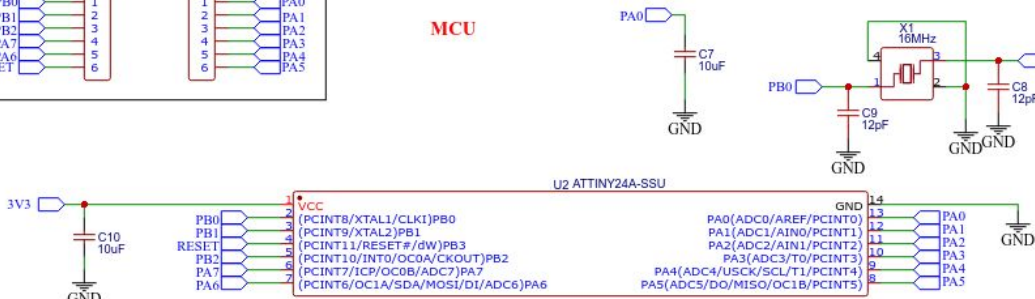 PB0 1 1 PA0
PB1 2 2 PA1
PB2 3 3 PA2
PA7 4 4 PA3
PA6 5 5 PA4
ET 6 6 PA5
MCU
PA0
C7
10uF
GND
X1
16MHz
4 3
PB0 1 2
C9
12pF
GND
C8
12pF
GND
GND
U2 ATTINY24A-SSU
3V3
C10
10uF
GND
1 VCC
PB0 2 (PCINT8/XTAL1/CLKI)PB0
PB1 3 (PCINT9/XTAL2)PB1
RESET 4 (PCINT11/RESET#/dW)PB3
PB2 5 (PCINT10/INT0/OC0A/CKOUT)PB2
PA7 6 (PCINT7/ICP/OC0B/ADC7)PA7
PA6 7 (PCINT6/OC1A/SDA/MOSI/DI/ADC6)PA6
GND 14
PA0(ADC0/AREF/PCINT0) 13 PA0
PA1(ADC1/AIN0/PCINT1) 12 PA1
PA2(ADC2/AIN1/PCINT2) 11 PA2
PA3(ADC3/T0/PCINT3) 10 PA3
PA4(ADC4/USCK/SCL/T1/PCINT4) 9 PA4
PA5(ADC5/DO/MISO/OC1B/PCINT5) 8 PA5
GND